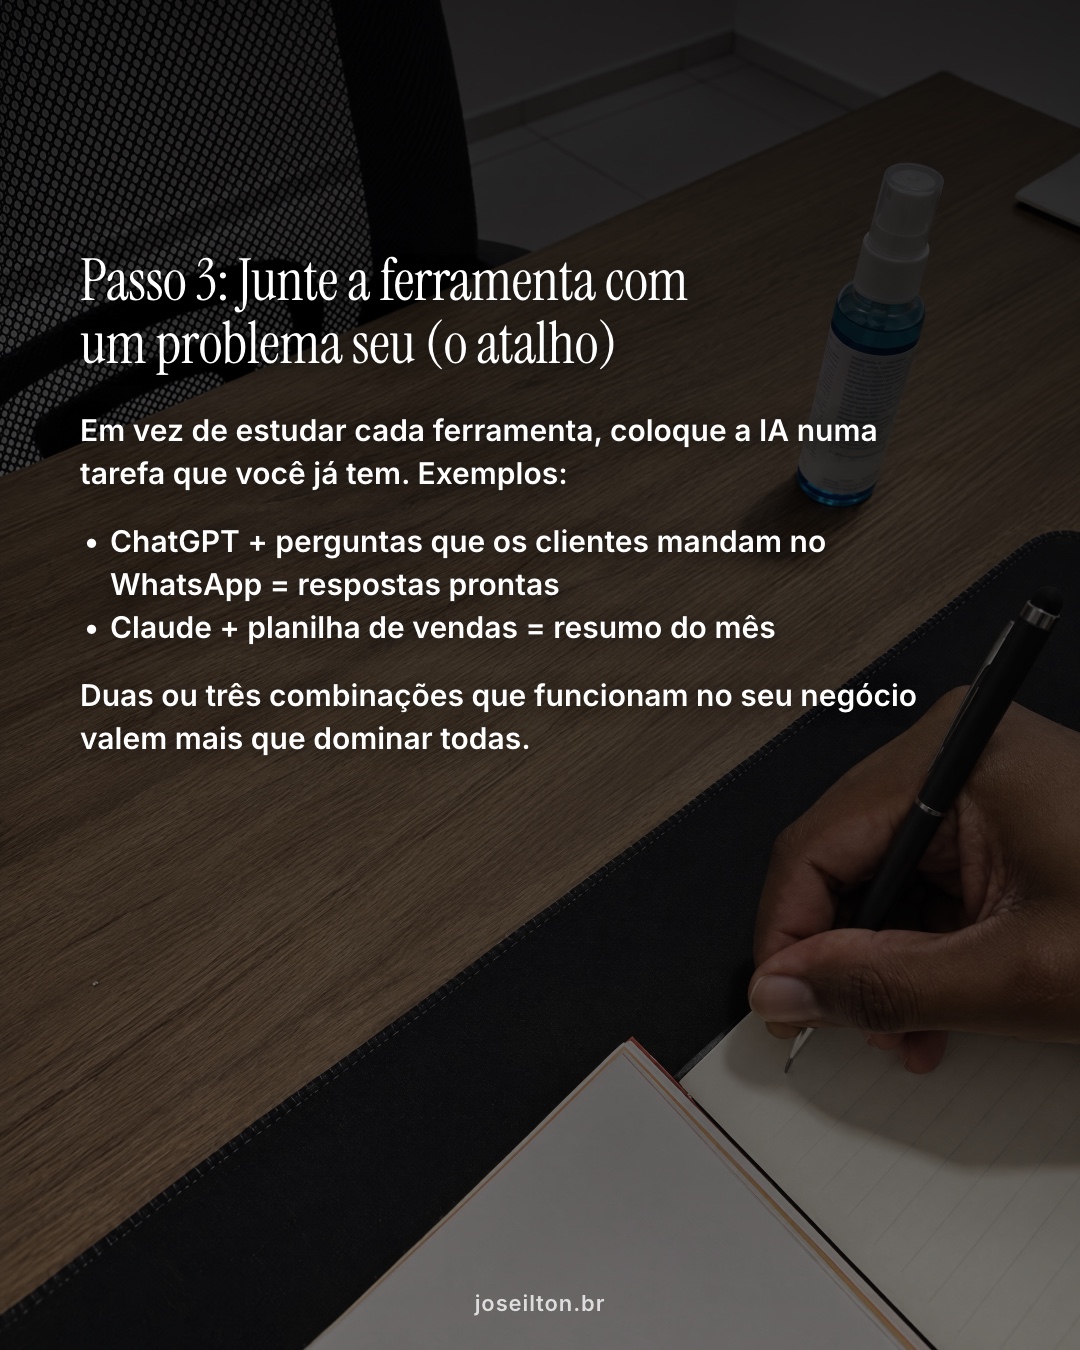 Passo 3: Junte a ferramenta com
um problema seu (o atalho)
Em vez de estudar cada ferramenta, coloque a IA numa
tarefa que você já tem. Exemplos:
• ChatGPT + perguntas que os clientes mandam no
WhatsApp = respostas prontas
• Claude + planilha de vendas = resumo do mês
Duas ou três combinações que funcionam no seu negócio
valem mais que dominar todas.
joseilton.br